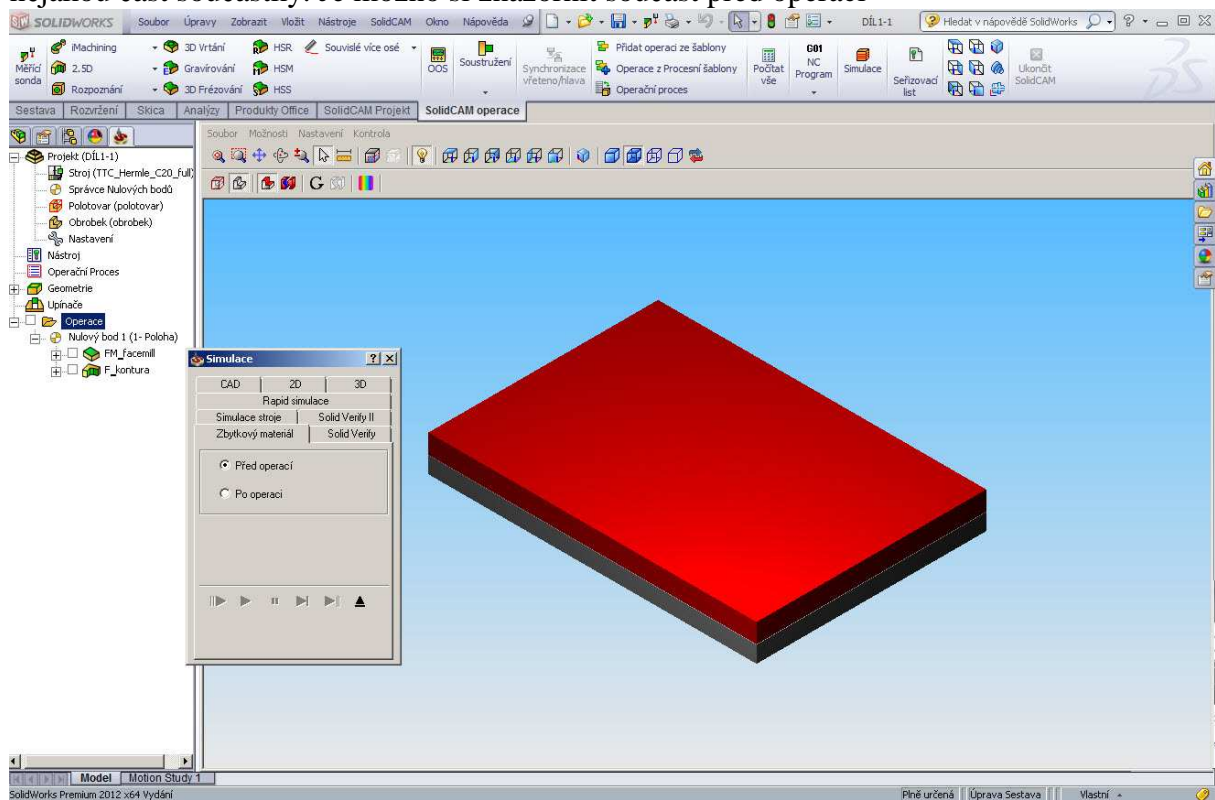 nějakou část součástiny. Je možno si znázornit součást před operací
SOLIDWORKS Soubor Úpravy Zobrazit Vložit Nástroje SolidCAM Okno Nápověda DÍL1-1 Hledat v nápovědě SolidWorks
iMachining 3D Vrtání HSR Souvislé více osé Přidat operaci ze šablony G01
Měřicí sonda 2.5D Gravírování HSM OOS Soustružení Synchronizace vřeteno/hlava Operace z Procesní šablony Počítat vše NC Program Simulace Seřizovací list Ukončit SolidCAM
Rozpoznání 3D Frézování HSS Operační proces
Sestava Rozvržení Skica Analýzy Produkty Office SolidCAM Projekt SolidCAM operace
Soubor Možnosti Nastavení Kontrola
Projekt (DÍL1-1)
Stroj (TTC_Hermle_C20_full)
Správce Nulových bodů
Polotovar (polotovar)
Obrobek (obrobek)
Nastavení
Nástroj
Operační Proces
Geometrie
Upínače
Operace
Nulový bod 1 (1- Poloha)
FM_facemill
F_kontura
Simulace
CAD 2D 3D
Rapid simulace
Simulace stroje Solid Verify II
Zbytkový materiál Solid Verify
Před operací
Po operaci
Model Motion Study 1
SolidWorks Premium 2012 x64 Vydání Plně určená Úprava Sestava Vlastní